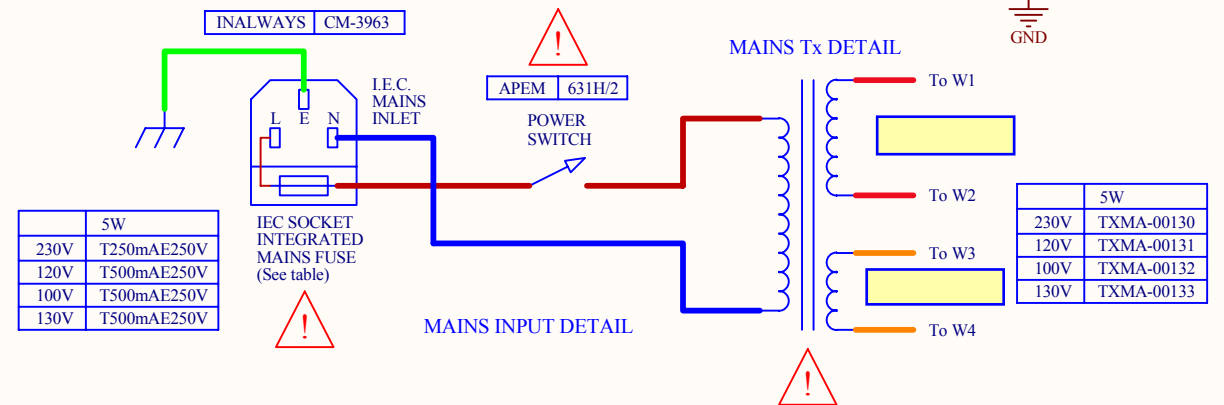 INALWAYS CM-3963
GND
!
MAINS Tx DETAIL
APEM 631H/2
I.E.C.
MAINS
INLET
L E N
POWER
SWITCH
To W1
To W2
To W3
To W4
5W
230V T250mAE250V
120V T500mAE250V
100V T500mAE250V
130V T500mAE250V
IEC SOCKET
INTEGRATED
MAINS FUSE
(See table)
!
MAINS INPUT DETAIL
5W
230V TXMA-00130
120V TXMA-00131
100V TXMA-00132
130V TXMA-00133
!